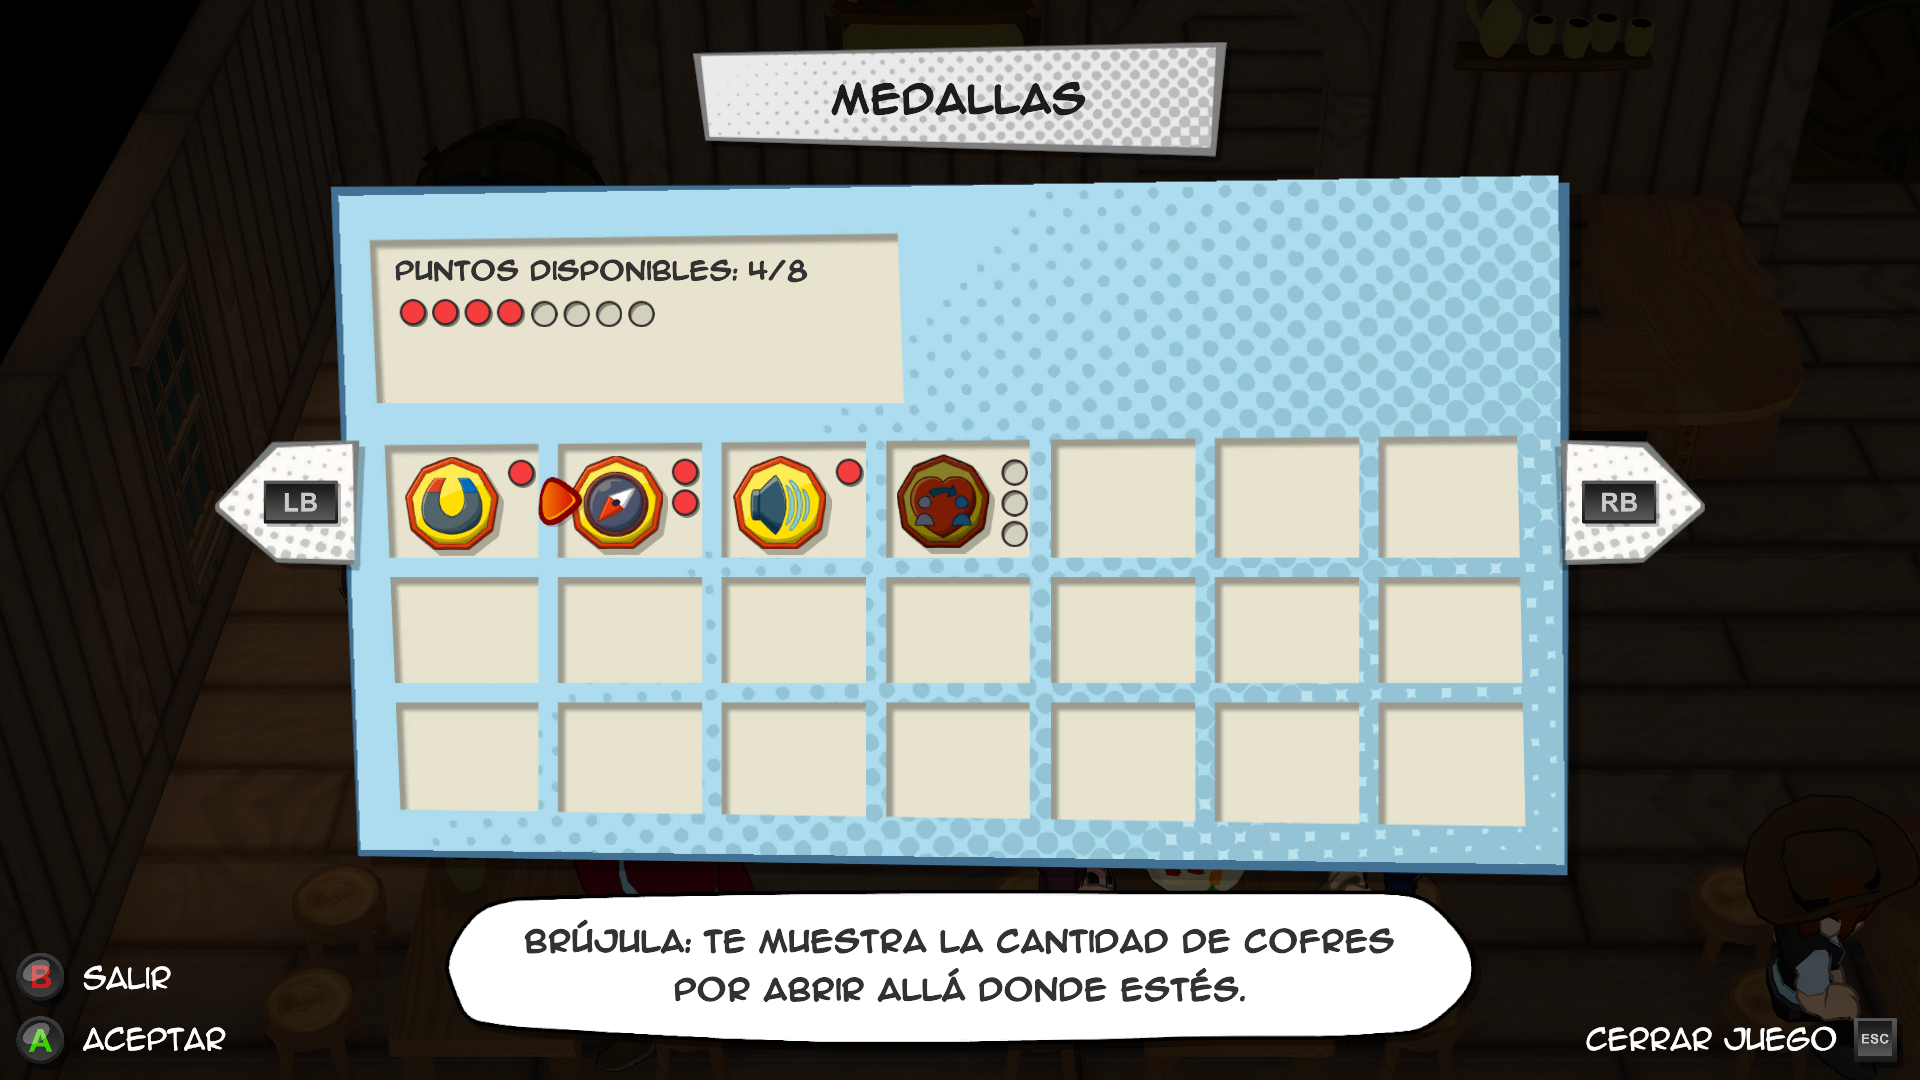 MEDALLAS
PUNTOS DISPONIBLES: 4/8
LB
RB
BRÚJULA: TE MUESTRA LA CANTIDAD DE COFRES
POR ABRIR ALLÁ DONDE ESTÉS.
B SALIR
A ACEPTAR
CERRAR JUEGO ESC